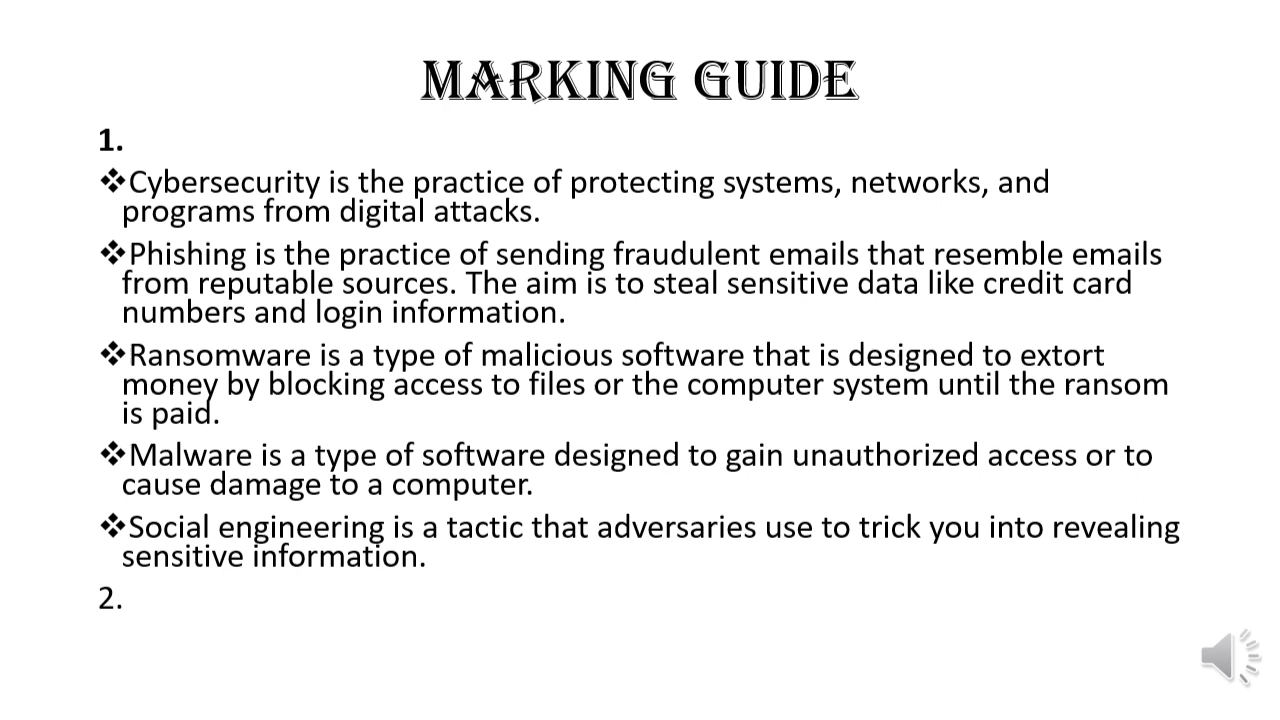 MARKING GUIDE
1.
❖Cybersecurity is the practice of protecting systems, networks, and
programs from digital attacks.
❖Phishing is the practice of sending fraudulent emails that resemble emails
from reputable sources. The aim is to steal sensitive data like credit card
numbers and login information.
❖Ransomware is a type of malicious software that is designed to extort
money by blocking access to files or the computer system until the ransom
is paid.
❖Malware is a type of software designed to gain unauthorized access or to
cause damage to a computer.
❖Social engineering is a tactic that adversaries use to trick you into revealing
sensitive information.
2.